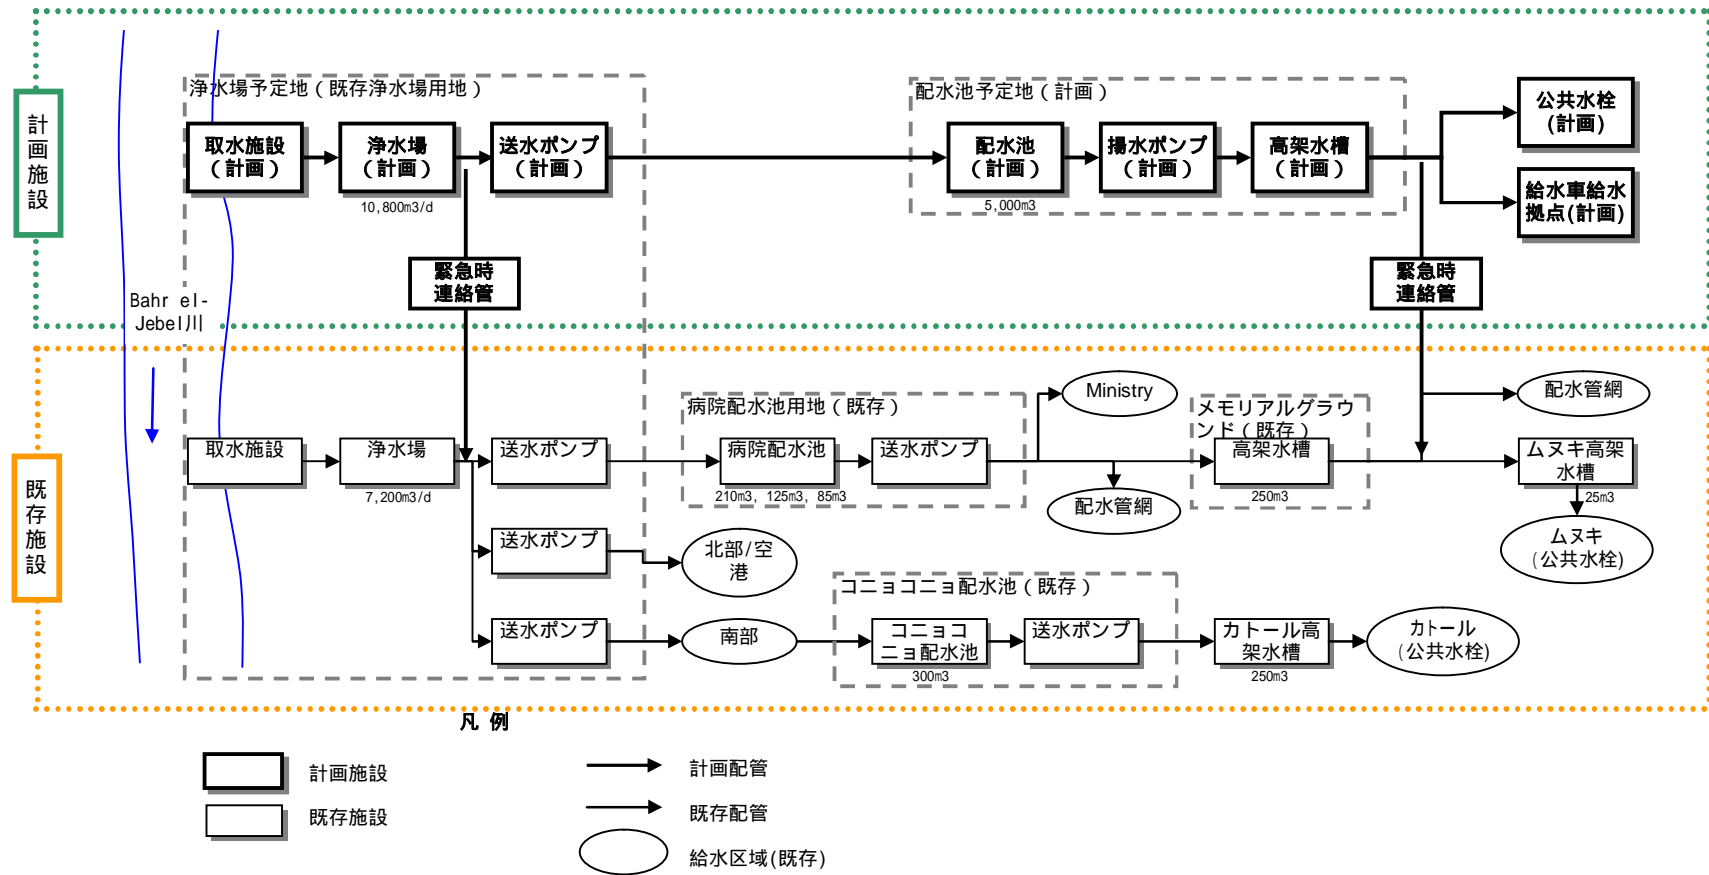 計画施設
浄水場予定地（既存浄水場用地）
配水池予定地（計画）
取水施設
（計画）
浄水場
（計画）
10,800m3/d
送水ポンプ
（計画）
配水池
（計画）
5,000m3
揚水ポンプ
（計画）
高架水槽
（計画）
公共水栓
(計画)
給水車給水
拠点(計画)
緊急時
連絡管
緊急時
連絡管
Bahr el-
Jebel川
既存施設
病院配水池用地（既存）
メモリアルグラウ
ンド（既存）
Ministry
配水管網
取水施設
浄水場
7,200m3/d
送水ポンプ
病院配水池
210m3, 125m3, 85m3
送水ポンプ
配水管網
高架水槽
250m3
ムヌキ高架
水槽
25m3
ムヌキ
(公共水栓)
送水ポンプ
北部/空
港
コニョコニョ配水池（既存）
送水ポンプ
南部
コニョコ
ニョ配水池
300m3
送水ポンプ
カトール高
架水槽
250m3
カトール
(公共水栓)
凡 例
計画施設
計画配管
既存施設
既存配管
給水区域(既存)